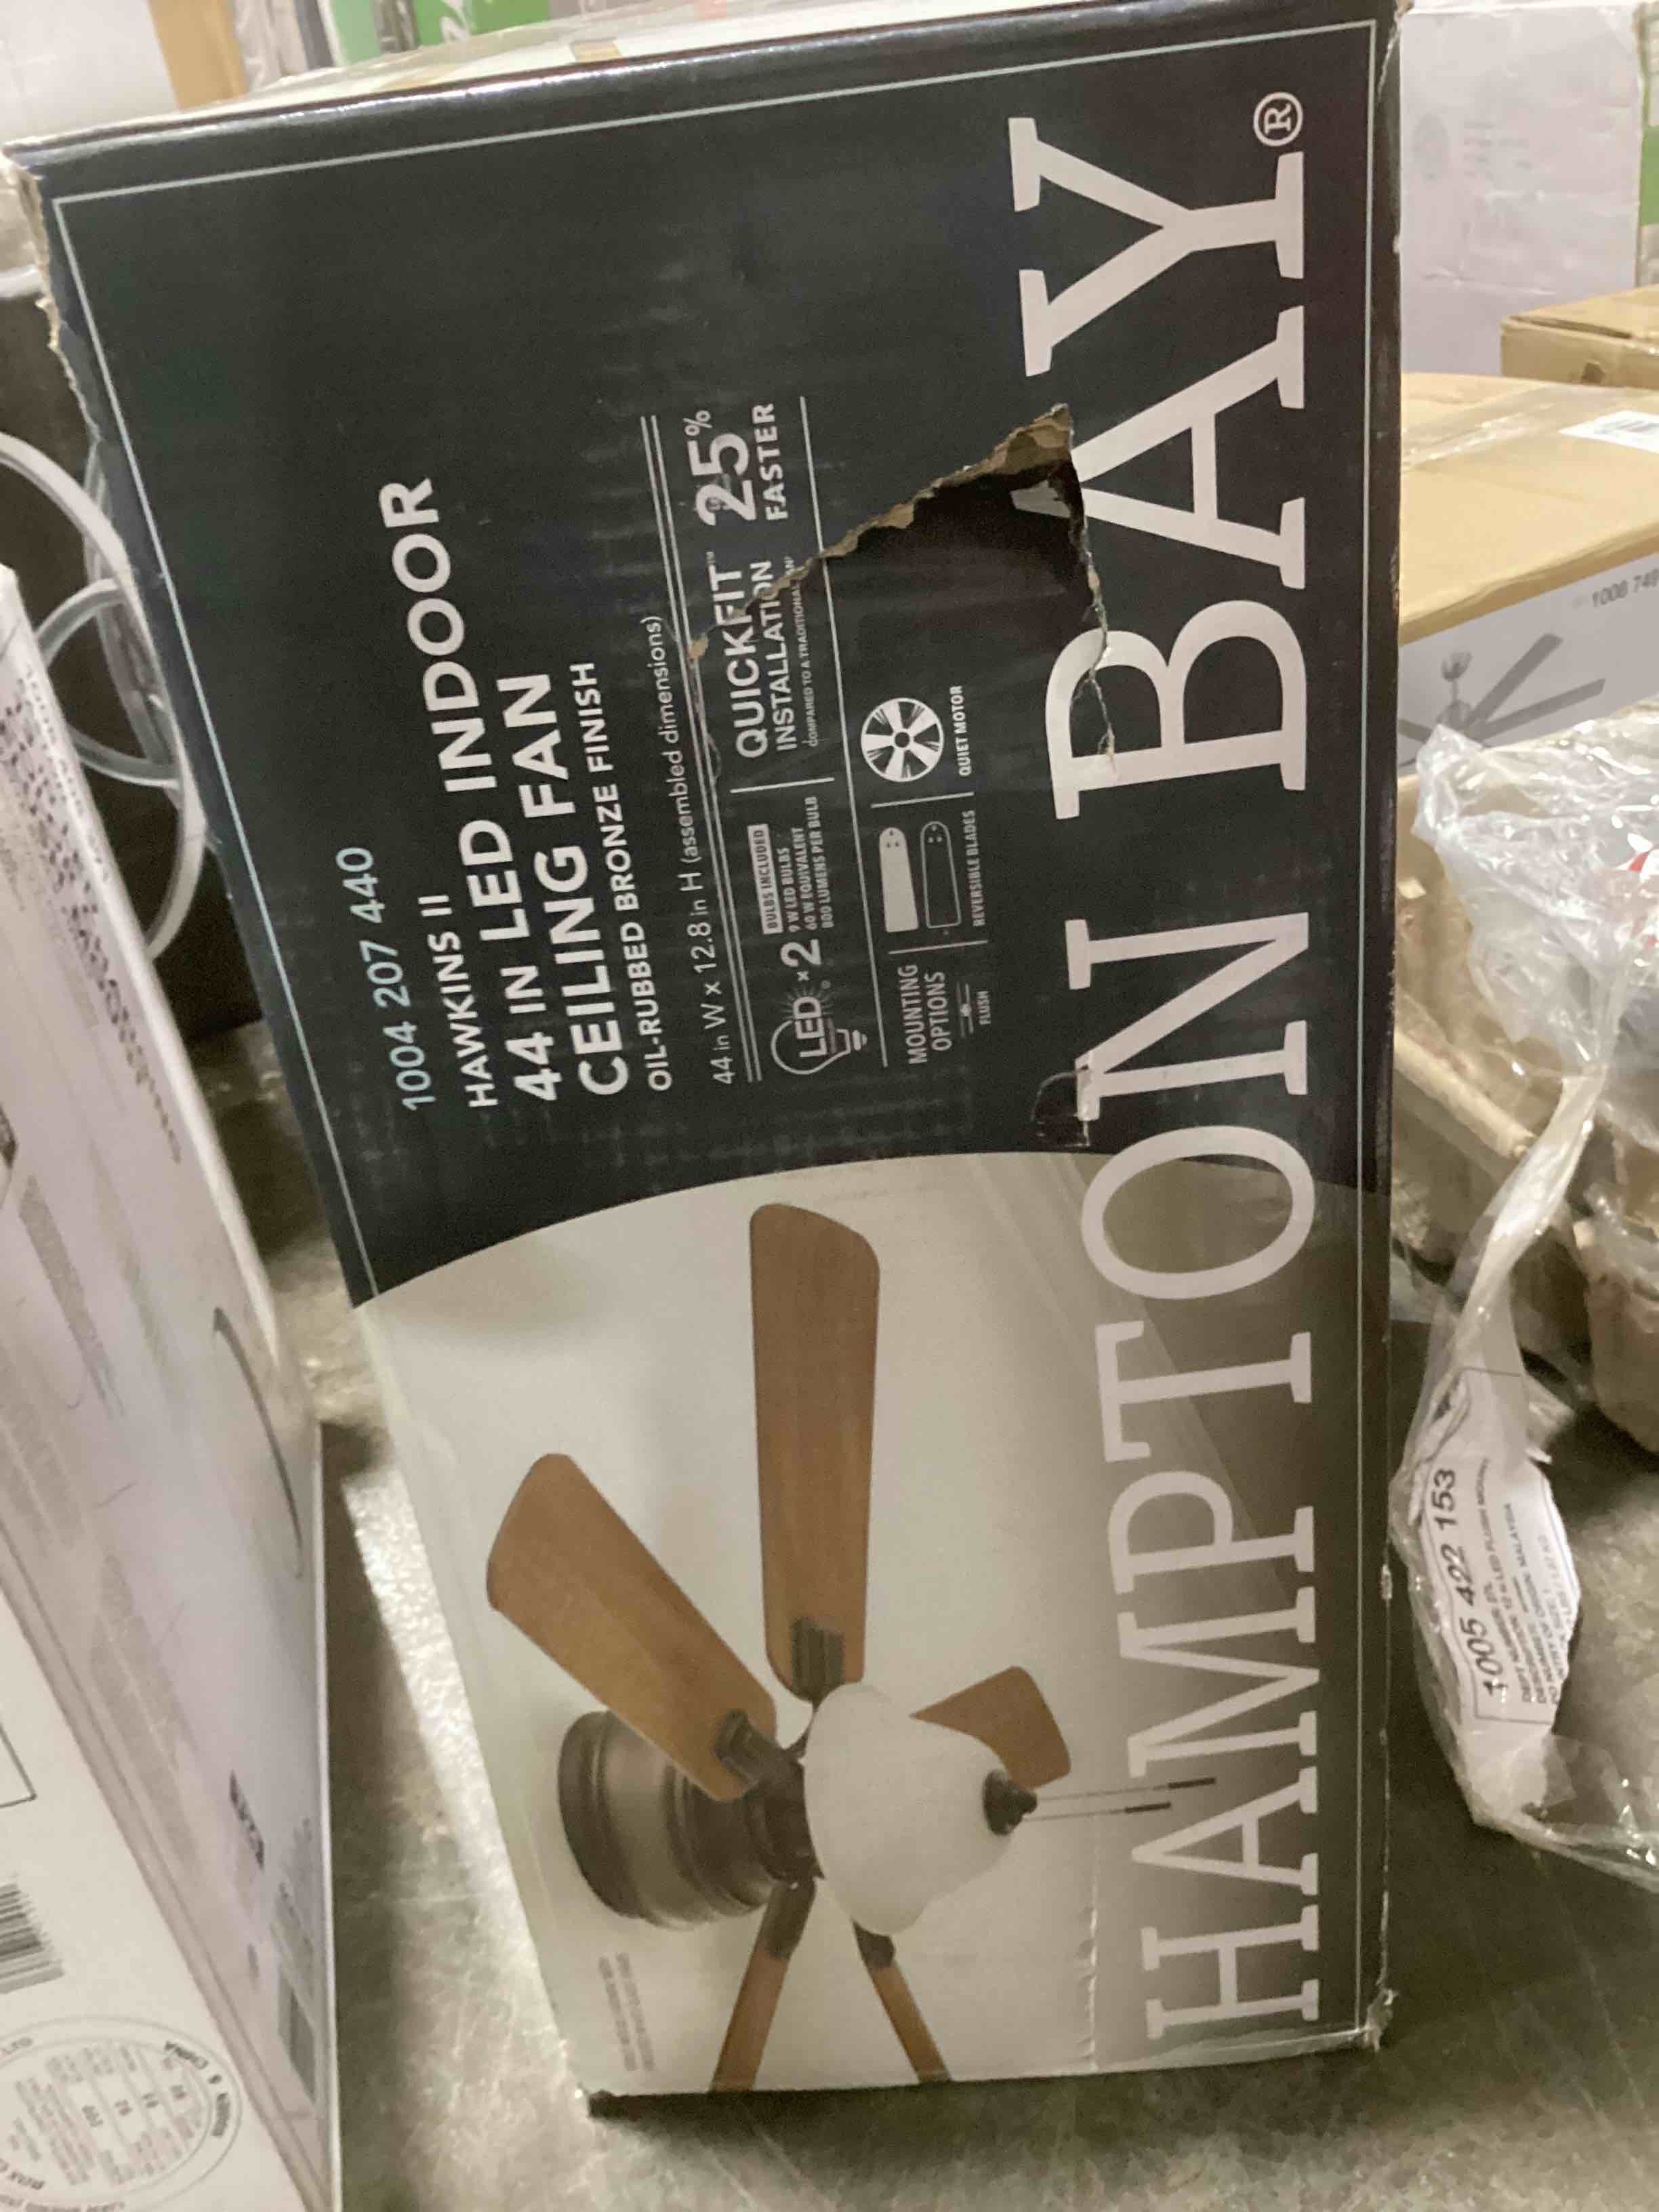 1004 207 440
HAWKINS II
44 IN LED INDOOR
CEILING FAN
OIL-RUBBED BRONZE FINISH
44 in W x 12.8 in H (assembled dimensions)
LED x 2
BULBS INCLUDED
9 W LED BULBS
60 W EQUIVALENT
800 LUMENS PER BULB
QUICKFIT™
INSTALLATION
COMPARED TO A TRADITIONAL
25%
FASTER
MOUNTING
OPTIONS
FLUSH
REVERSIBLE BLADES
QUIET MOTOR
HAMPTON BAY®
1005 422 153
MALAYSIA